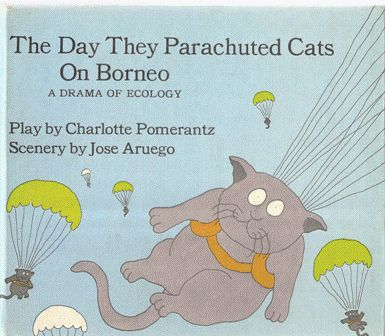 The Day They Parachuted Cats
On Borneo
A DRAMA OF ECOLOGY
Play by Charlotte Pomerantz
Scenery by Jose Aruego